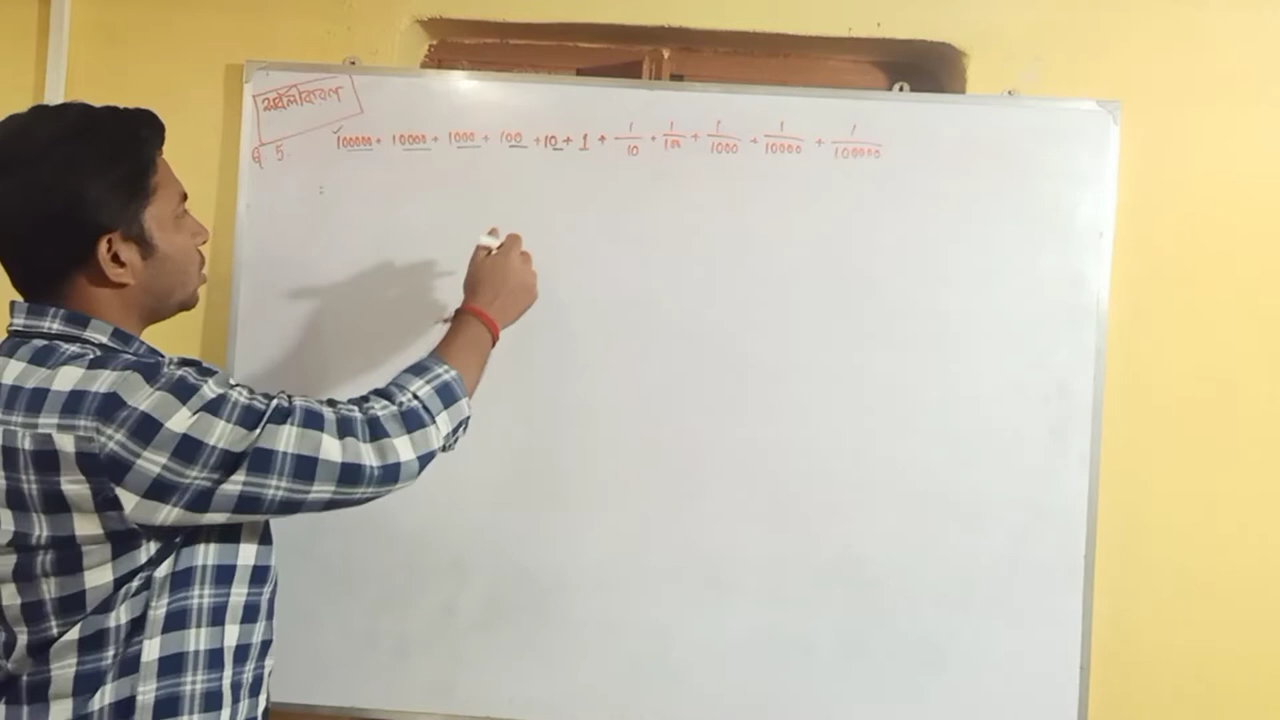 সরলীকরণ
Q 5. 100000 + 10000 + 1000 + 100 + 10 + 1 + 1/10 + 1/100 + 1/1000 + 1/10000 + 1/100000
=